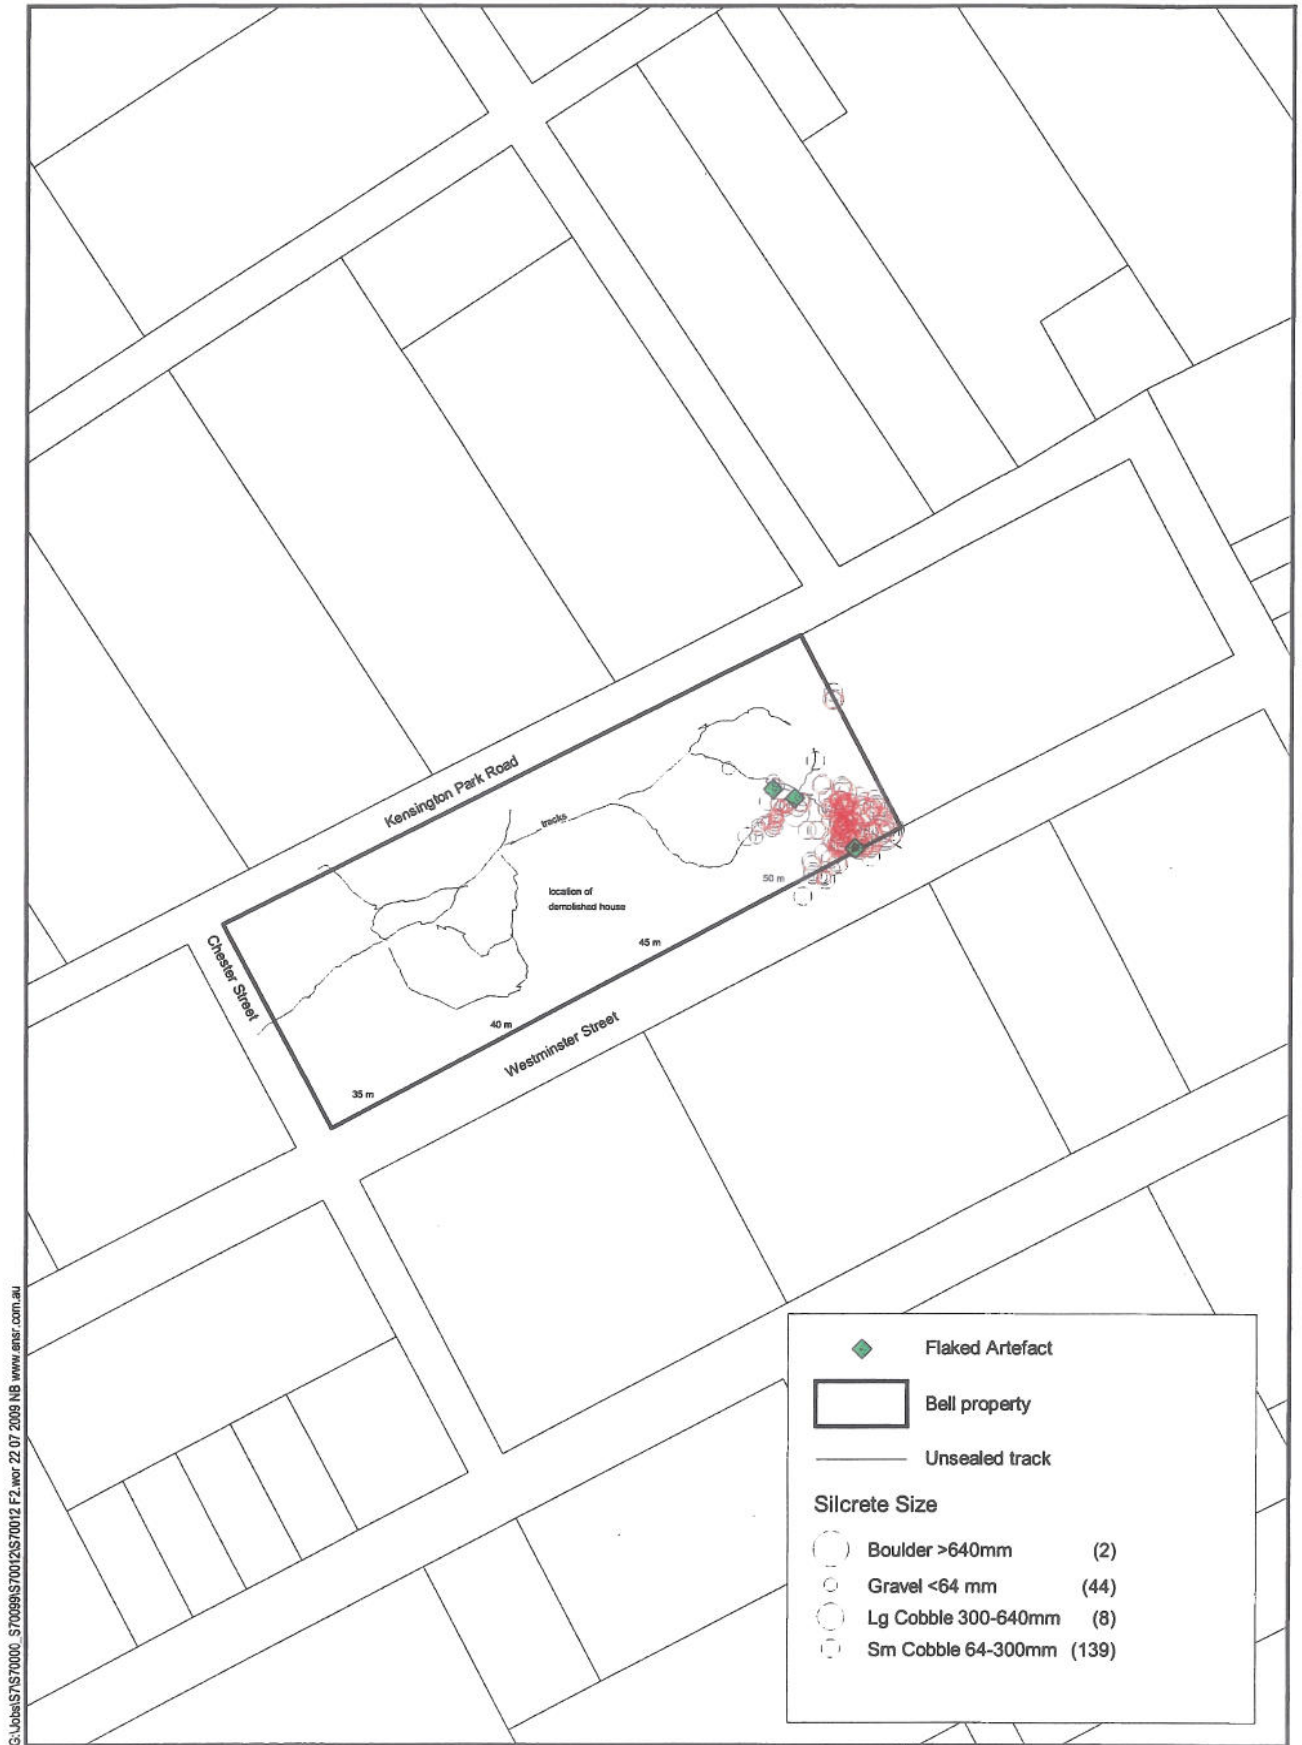 Kensington Park Road
tracks
location of
demolished house
50 m
45 m
Chester Street
40 m
Westminster Street
35 m
G:\Jobs\S7\S70000_S70099\S70012\S70012 F2.wor 22 07 2009 NB www.ensr.com.au
Flaked Artefact
Bell property
Unsealed track
Silcrete Size
Boulder >640mm (2)
Gravel <64 mm (44)
Lg Cobble 300-640mm (8)
Sm Cobble 64-300mm (139)